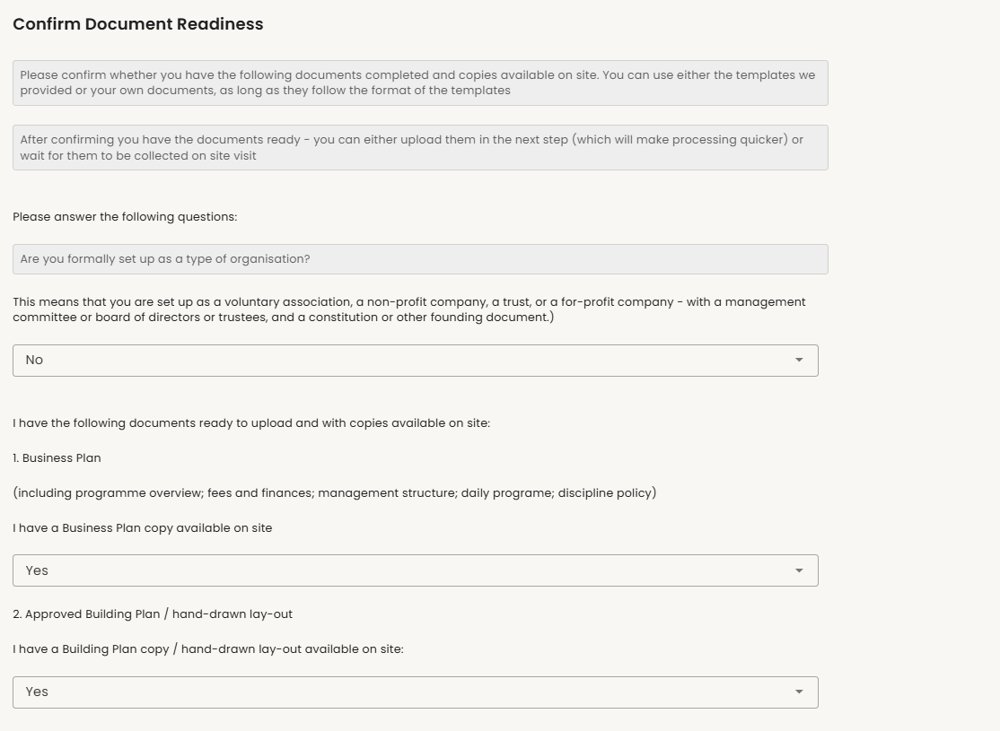 Confirm Document Readiness
Please confirm whether you have the following documents completed and copies available on site. You can use either the templates we
provided or your own documents, as long as they follow the format of the templates
After confirming you have the documents ready - you can either upload them in the next step (which will make processing quicker) or
wait for them to be collected on site visit
Please answer the following questions:
Are you formally set up as a type of organisation?
This means that you are set up as a voluntary association, a non-profit company, a trust, or a for-profit company - with a management
committee or board of directors or trustees, and a constitution or other founding document.)
No
I have the following documents ready to upload and with copies available on site:
1. Business Plan
(including programme overview; fees and finances; management structure; daily programe; discipline policy)
I have a Business Plan copy available on site
Yes
2. Approved Building Plan / hand-drawn lay-out
I have a Building Plan copy / hand-drawn lay-out available on site:
Yes